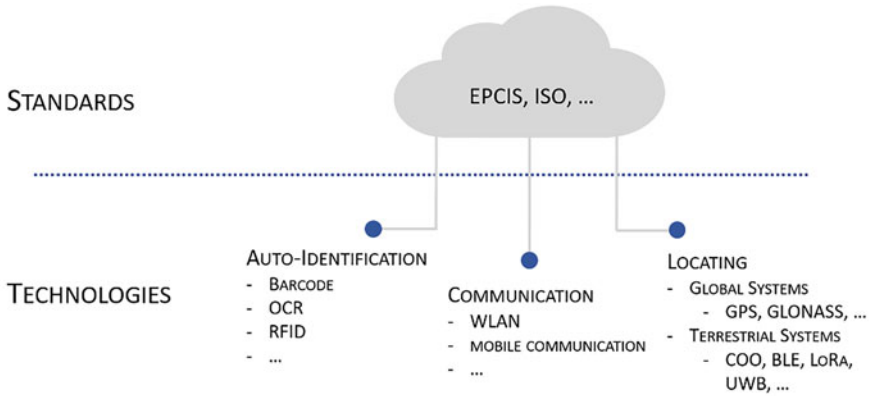 STANDARDS
EPCIS, ISO, ...
TECHNOLOGIES
AUTO-IDENTIFICATION
- BARCODE
- OCR
- RFID
- ...
COMMUNICATION
- WLAN
- MOBILE COMMUNICATION
- ...
LOCATING
- GLOBAL SYSTEMS
- GPS, GLONASS, ...
- TERRESTRIAL SYSTEMS
- COO, BLE, LORA,
UWB, ...